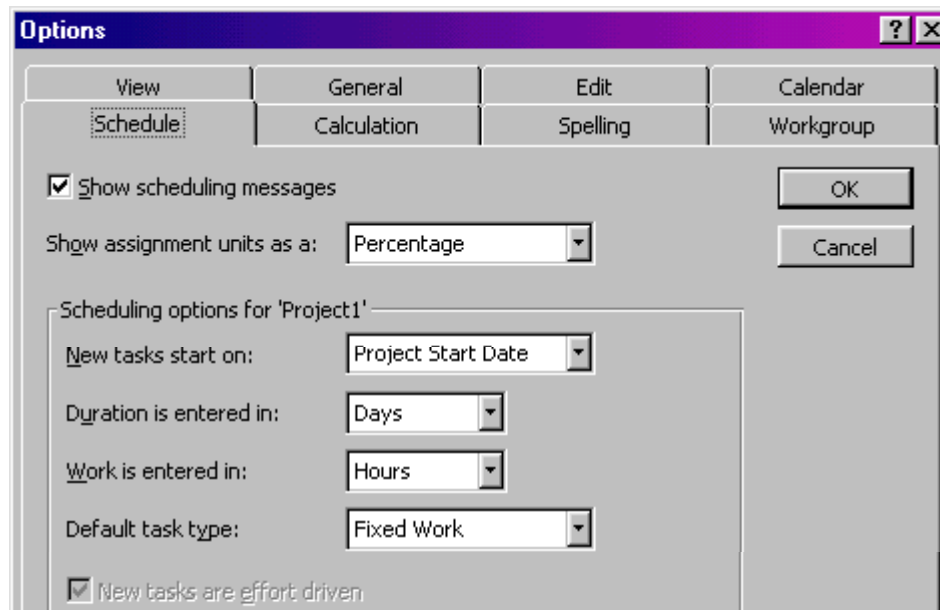 Options
View General Edit Calendar
Schedule Calculation Spelling Workgroup
Show scheduling messages OK
Show assignment units as a: Percentage Cancel
Scheduling options for 'Project1'
New tasks start on: Project Start Date
Duration is entered in: Days
Work is entered in: Hours
Default task type: Fixed Work
New tasks are effort driven